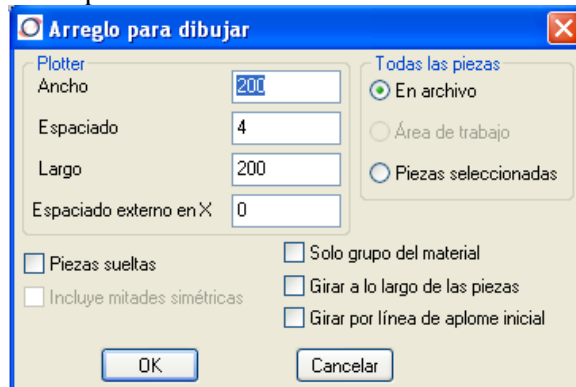 Arreglo para dibujar
Plotter
Ancho 200
Espaciado 4
Largo 200
Espaciado externo en X 0
Todas las piezas
En archivo
Área de trabajo
Piezas seleccionadas
Piezas sueltas
Incluye mitades simétricas
Solo grupo del material
Girar a lo largo de las piezas
Girar por línea de aplome inicial
OK
Cancelar